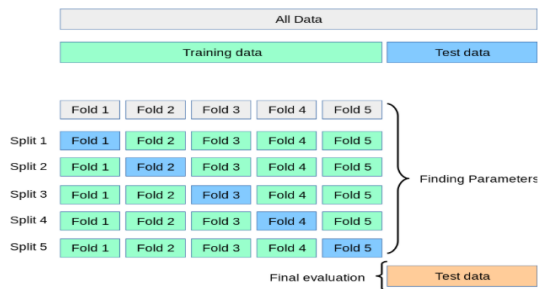 All Data
Training data Test data
Fold 1 Fold 2 Fold 3 Fold 4 Fold 5
Split 1 Fold 1 Fold 2 Fold 3 Fold 4 Fold 5
Split 2 Fold 1 Fold 2 Fold 3 Fold 4 Fold 5
Finding Parameters
Split 3 Fold 1 Fold 2 Fold 3 Fold 4 Fold 5
Split 4 Fold 1 Fold 2 Fold 3 Fold 4 Fold 5
Split 5 Fold 1 Fold 2 Fold 3 Fold 4 Fold 5
Final evaluation Test data